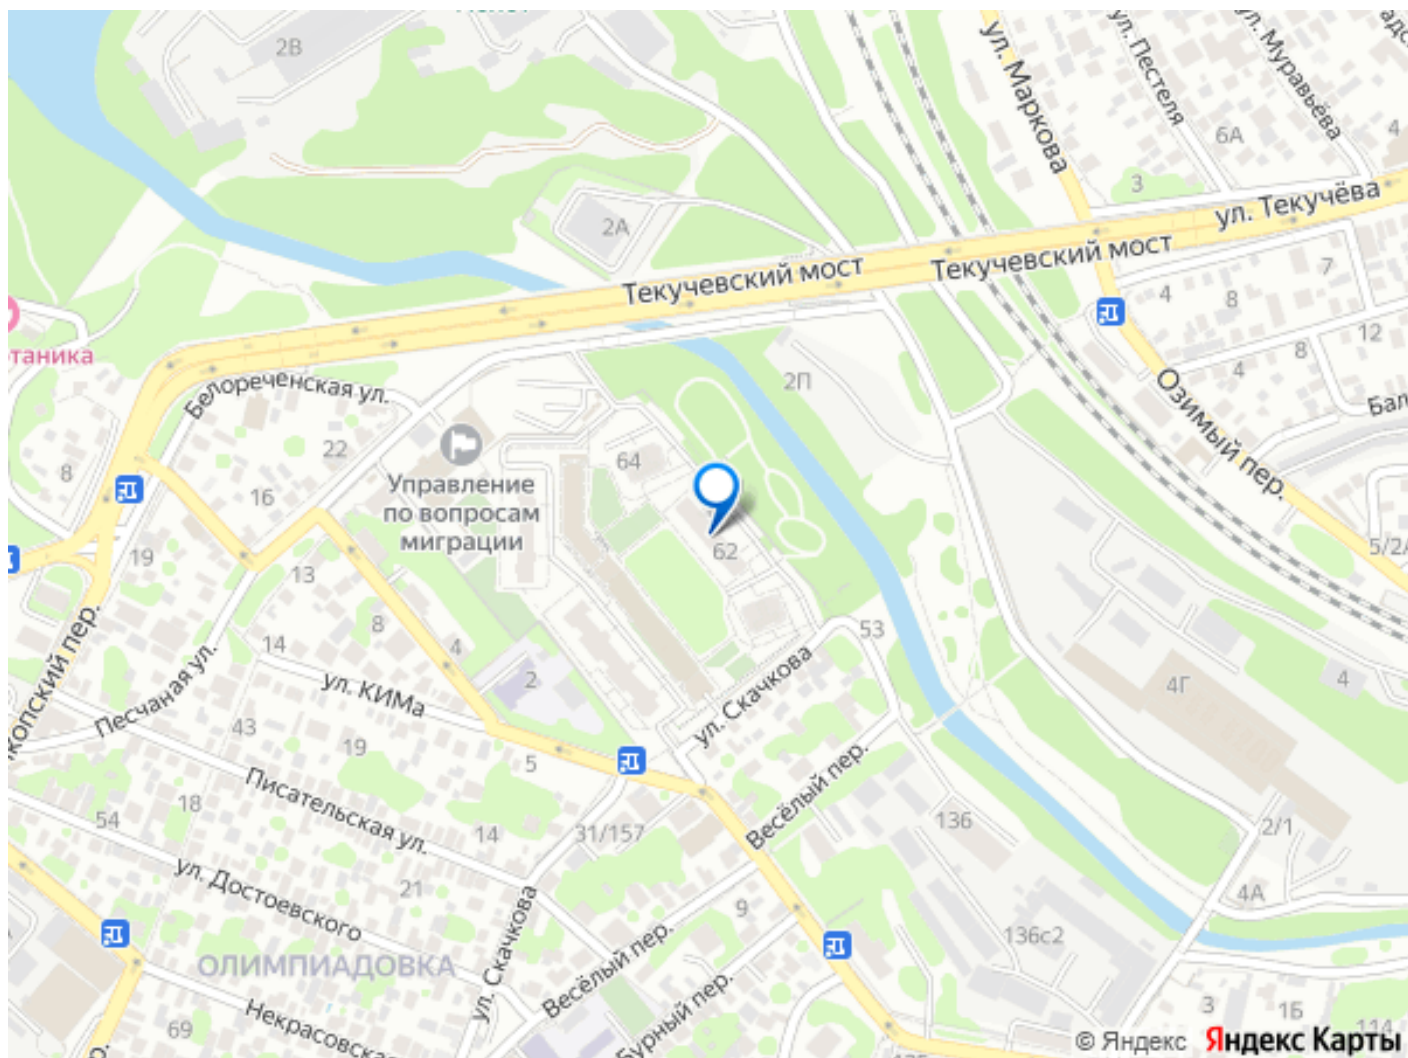 2В
ул. Маркова
ул. Пестеля
ул. Муравьёва
6А
4
3
ул. Текучёва
2А
Текучевский мост
Текучевский мост
7
4
8
12
8
4
таника
Белореченская ул.
2П
Озимый пер.
22
64
8
16
Управление
по вопросам
миграции
62
5/2А
19
13
8
4
14
53
2
ул. КИМа
ул. Скачкова
4Г
4
Песчаная ул.
43
19
5
Весёлый пер.
Писательская ул.
18
14
54
31/157
136
2/1
ул. Достоевского
21
4А
ул. Скачкова
9
136с2
ОЛИМПИАДОВКА
Весёлый пер.
Бурный пер.
Некрасовская
69
3
1Б
114
© Яндекс
Яндекс Карты